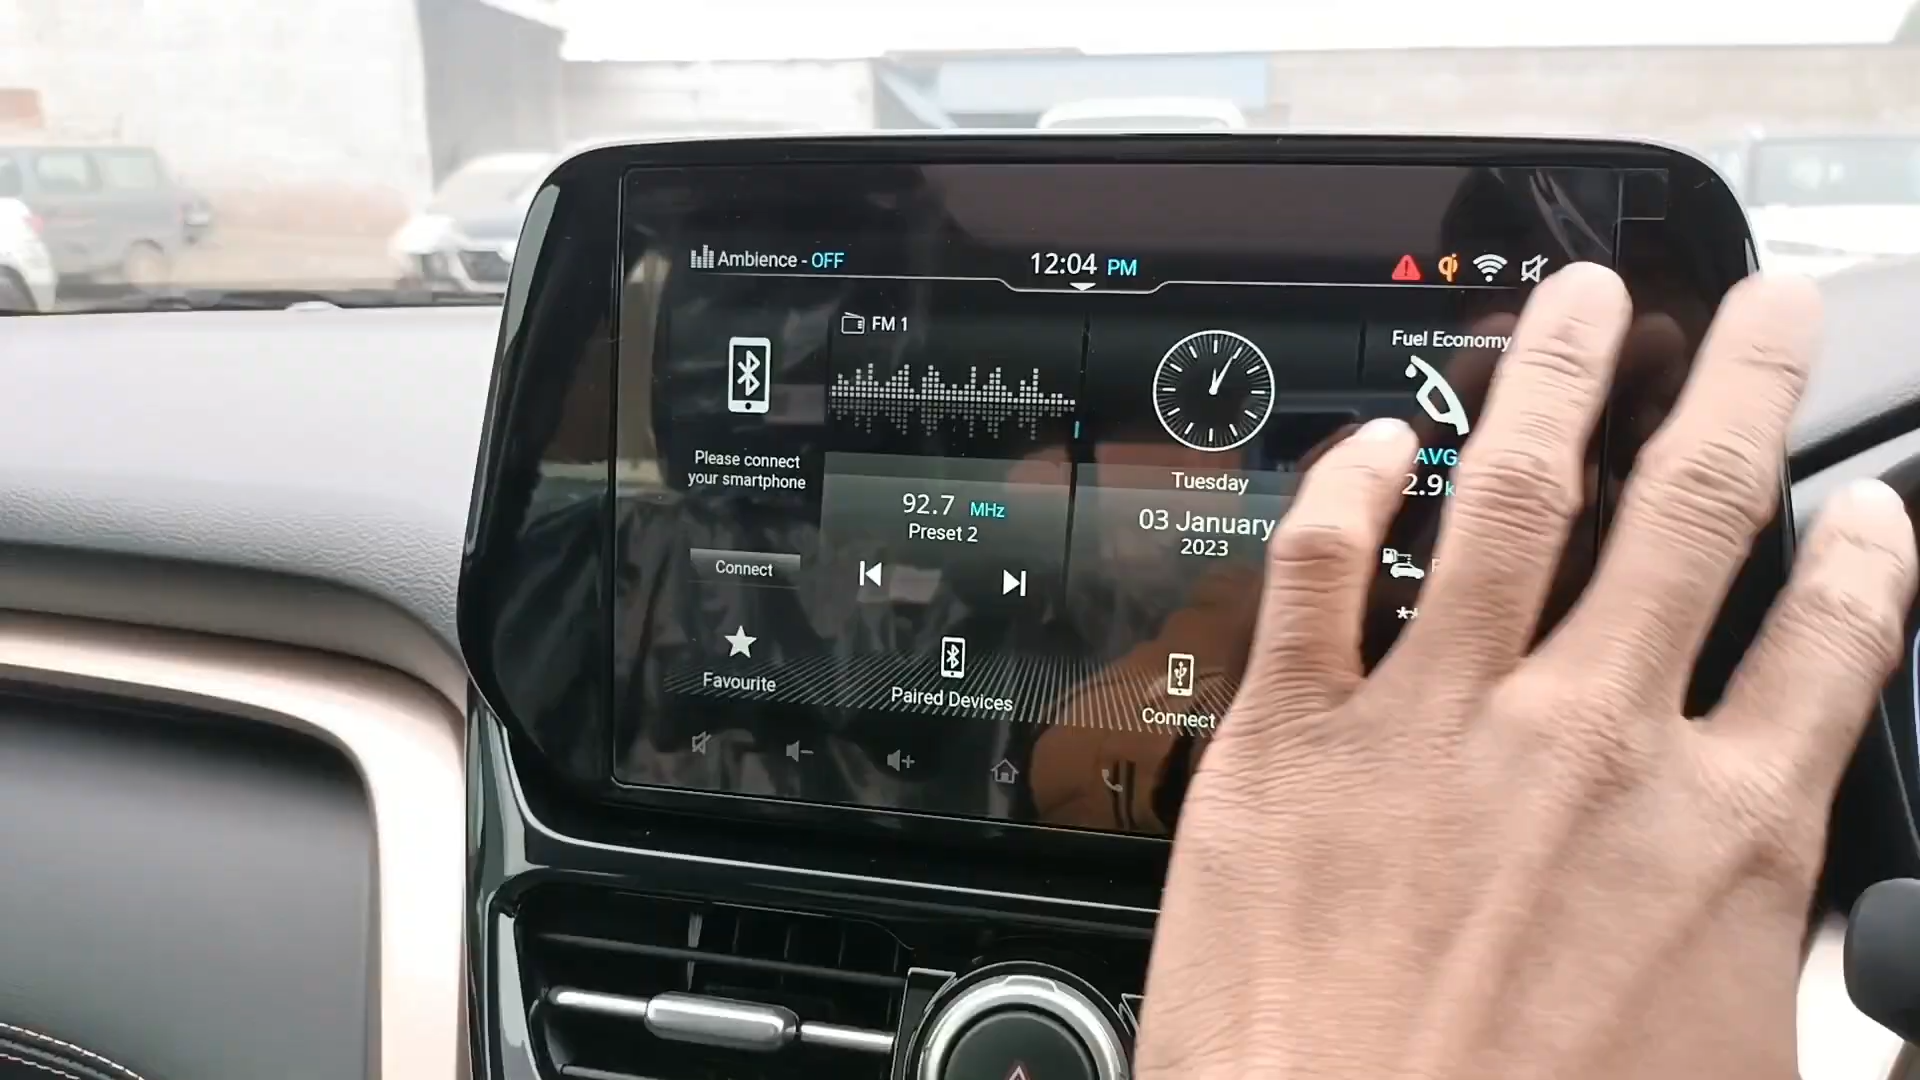 Ambience - OFF
12:04 PM
FM 1
Fuel Economy
Please connect
your smartphone
Connect
92.7 MHz
Preset 2
Tuesday
03 January
2023
AVG.
2.9
Favourite
Paired Devices
Connect